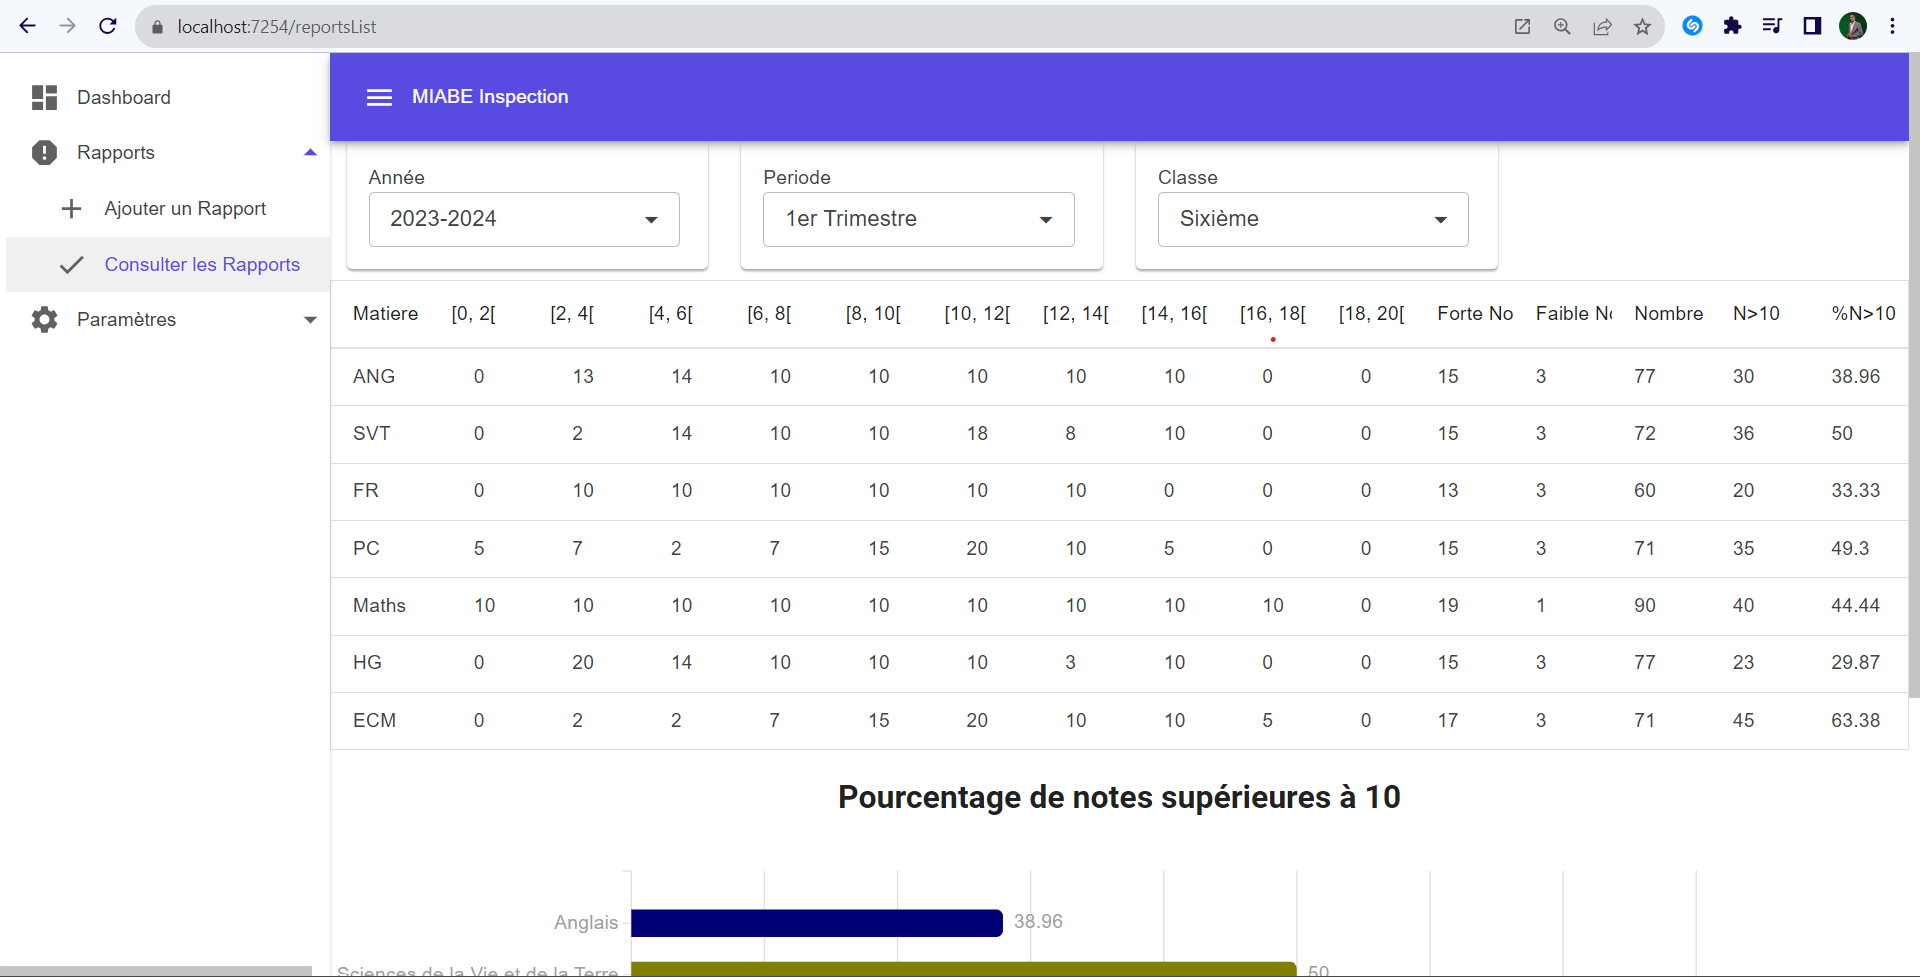 localhost:7254/reportsList
Dashboard
Rapports
Ajouter un Rapport
Consulter les Rapports
Paramètres
MIABE Inspection
Année Periode Classe
2023-2024 1er Trimestre Sixième
Matiere [0, 2[ [2, 4[ [4, 6[ [6, 8[ [8, 10[ [10, 12[ [12, 14[ [14, 16[ [16, 18[ [18, 20[ Forte No Faible No Nombre N>10 %N>10
ANG 0 13 14 10 10 10 10 10 0 0 15 3 77 30 38.96
SVT 0 2 14 10 10 18 8 10 0 0 15 3 72 36 50
FR 0 10 10 10 10 10 10 0 0 0 13 3 60 20 33.33
PC 5 7 2 7 15 20 10 5 0 0 15 3 71 35 49.3
Maths 10 10 10 10 10 10 10 10 10 0 19 1 90 40 44.44
HG 0 20 14 10 10 10 3 10 0 0 15 3 77 23 29.87
ECM 0 2 2 7 15 20 10 10 5 0 17 3 71 45 63.38
Pourcentage de notes supérieures à 10
Anglais 38.96
Sciences de la Vie et de la Terre 50